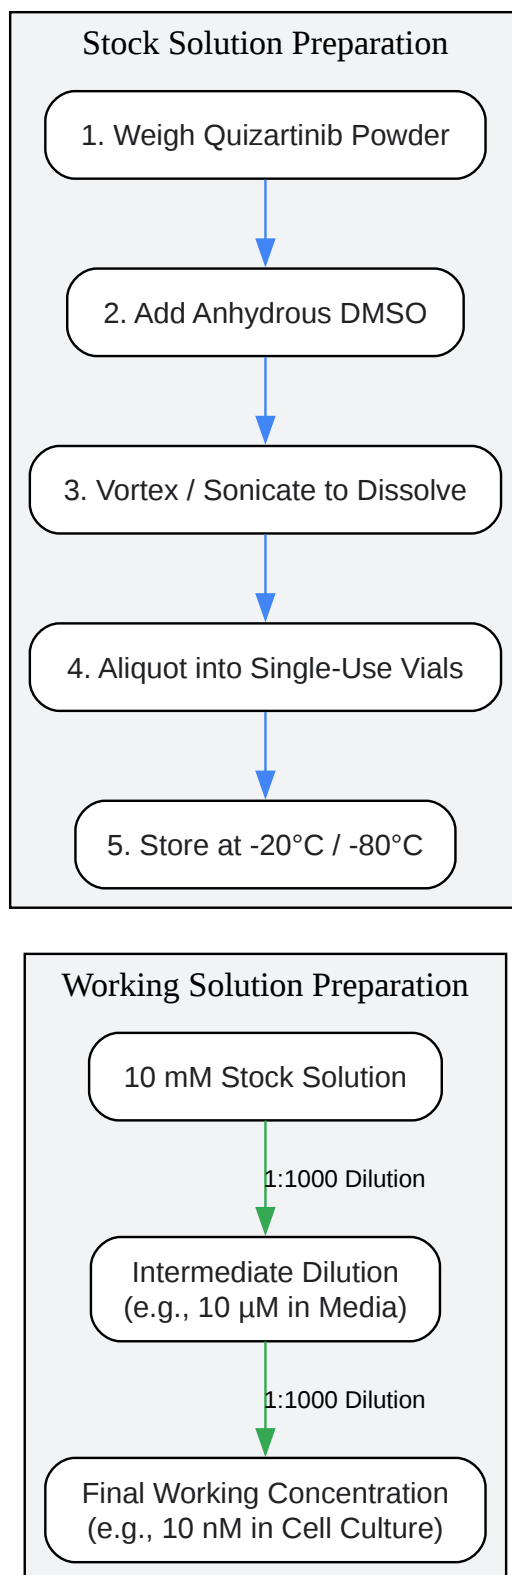 Stock Solution Preparation
1. Weigh Quizartinib Powder
2. Add Anhydrous DMSO
3. Vortex / Sonicate to Dissolve
4. Aliquot into Single-Use Vials
5. Store at -20°C / -80°C
Working Solution Preparation
10 mM Stock Solution
1:1000 Dilution
Intermediate Dilution
(e.g., 10 µM in Media)
1:1000 Dilution
Final Working Concentration
(e.g., 10 nM in Cell Culture)